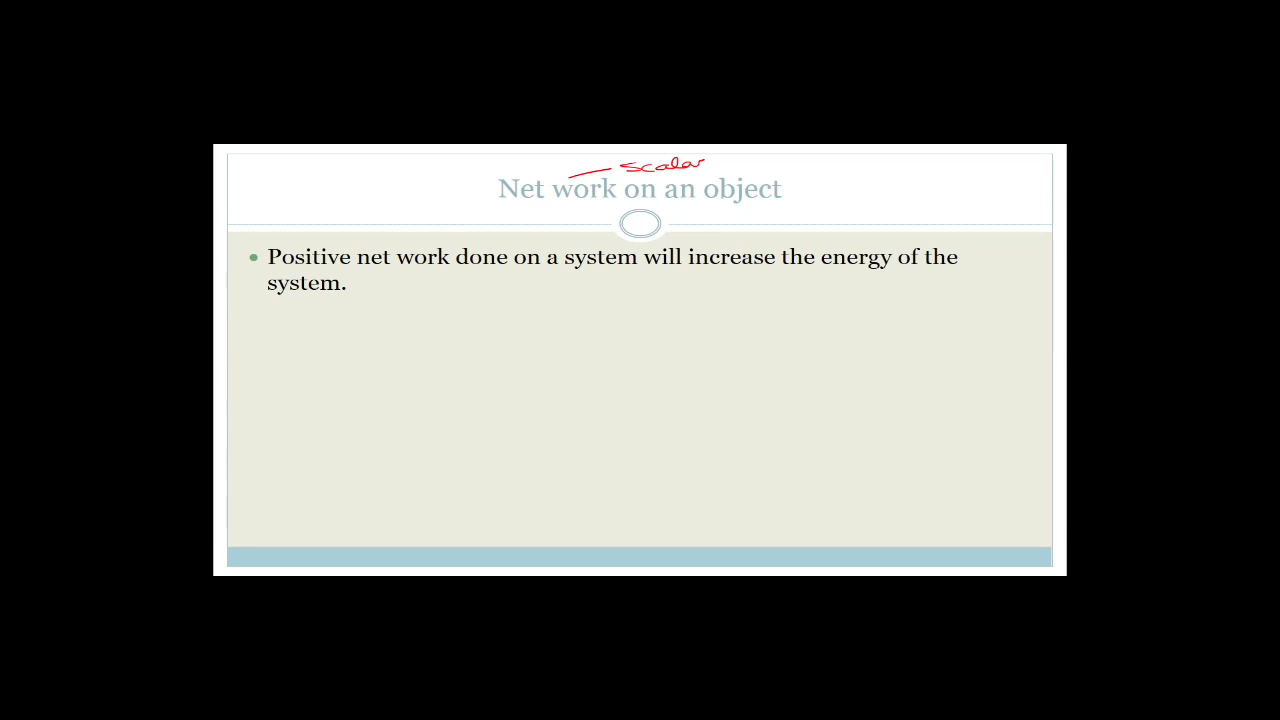 scalar
Net work on an object
Positive net work done on a system will increase the energy of the
system.